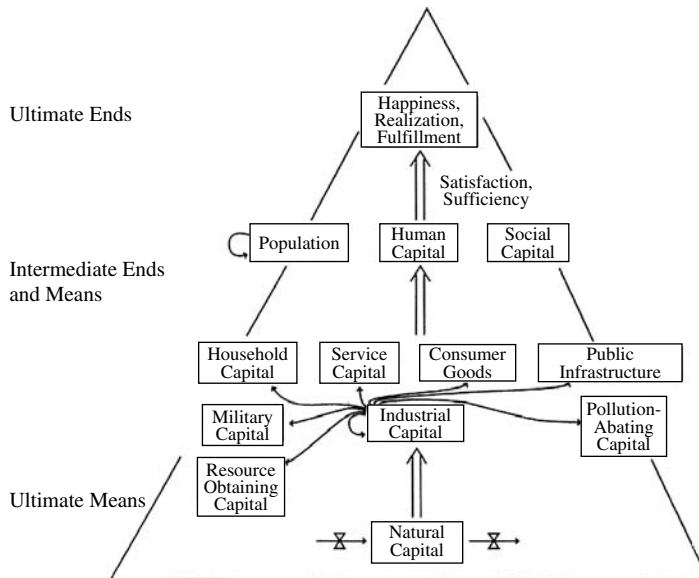 Ultimate Ends
Happiness,
Realization,
Fulfillment
Satisfaction,
Sufficiency
Population
Human
Capital
Social
Capital
Intermediate Ends
and Means
Household
Capital
Service
Capital
Consumer
Goods
Public
Infrastructure
Military
Capital
Industrial
Capital
Pollution-
Abating
Capital
Resource
Obtaining
Capital
Ultimate Means
Natural
Capital